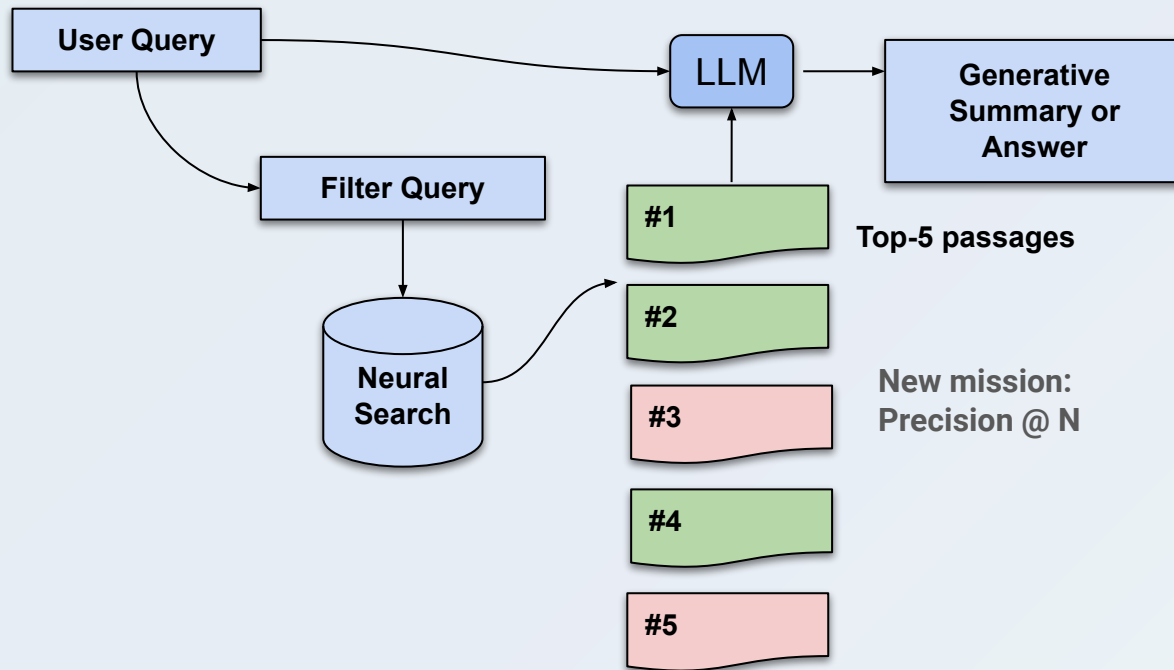 User Query
LLM
Generative
Summary or
Answer
Filter Query
#1
Top-5 passages
#2
Neural
Search
New mission:
Precision @ N
#3
#4
#5